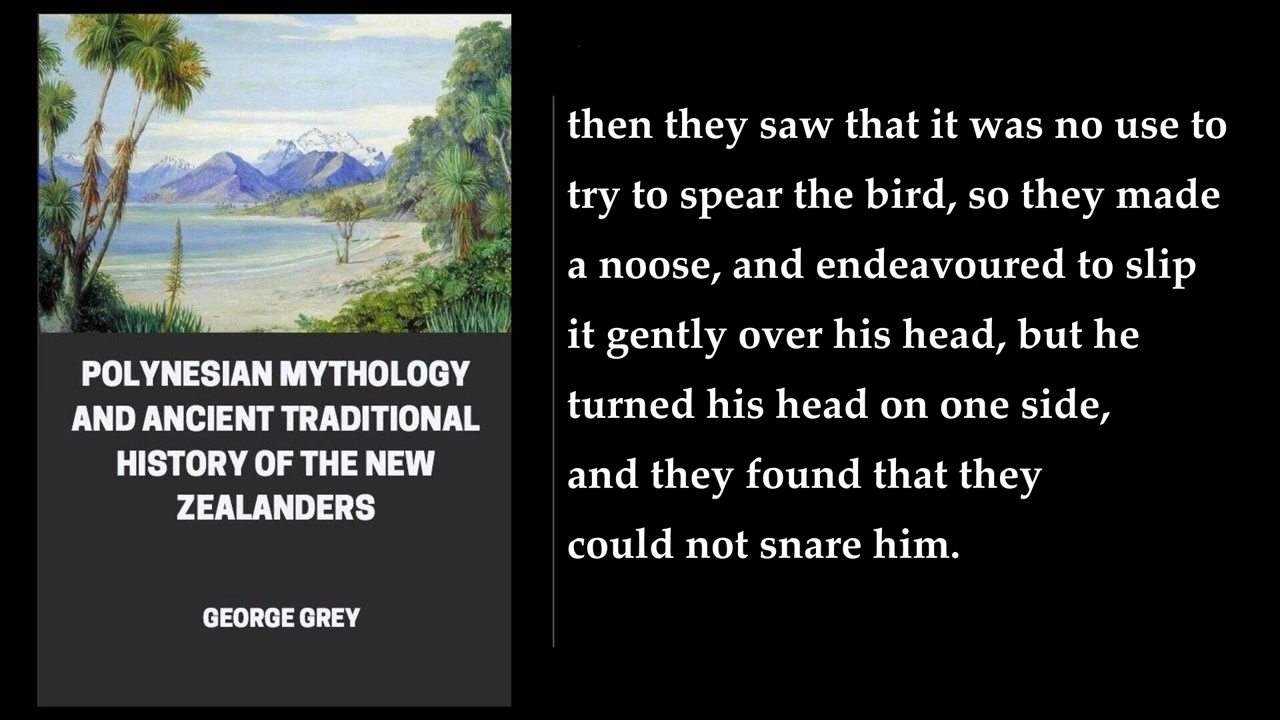 POLYNESIAN MYTHOLOGY
AND ANCIENT TRADITIONAL
HISTORY OF THE NEW
ZEALANDERS
GEORGE GREY
then they saw that it was no use to
try to spear the bird, so they made
a noose, and endeavoured to slip
it gently over his head, but he
turned his head on one side,
and they found that they
could not snare him.